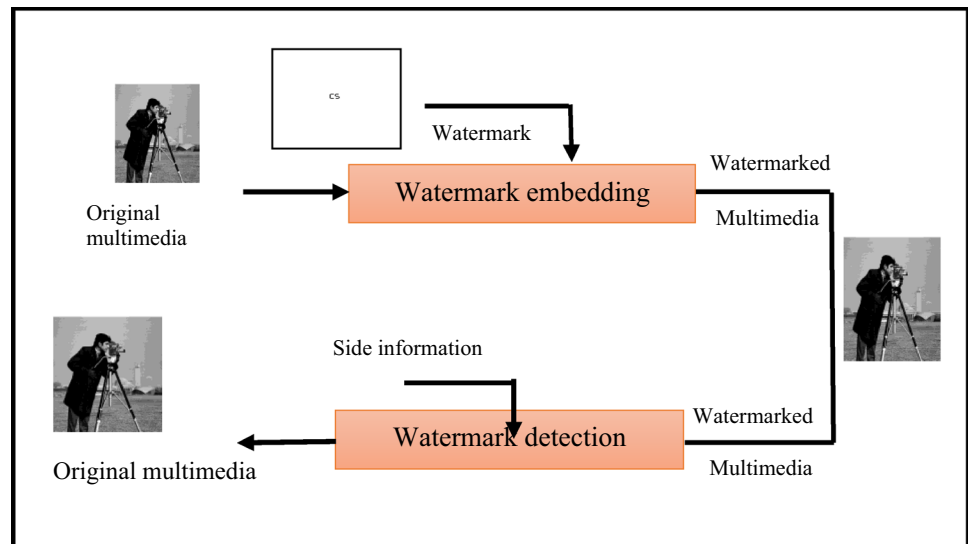 cs
Watermark
Original
multimedia
Watermark embedding
Watermarked
Multimedia
Side information
Watermark detection
Watermarked
Multimedia
Original multimedia